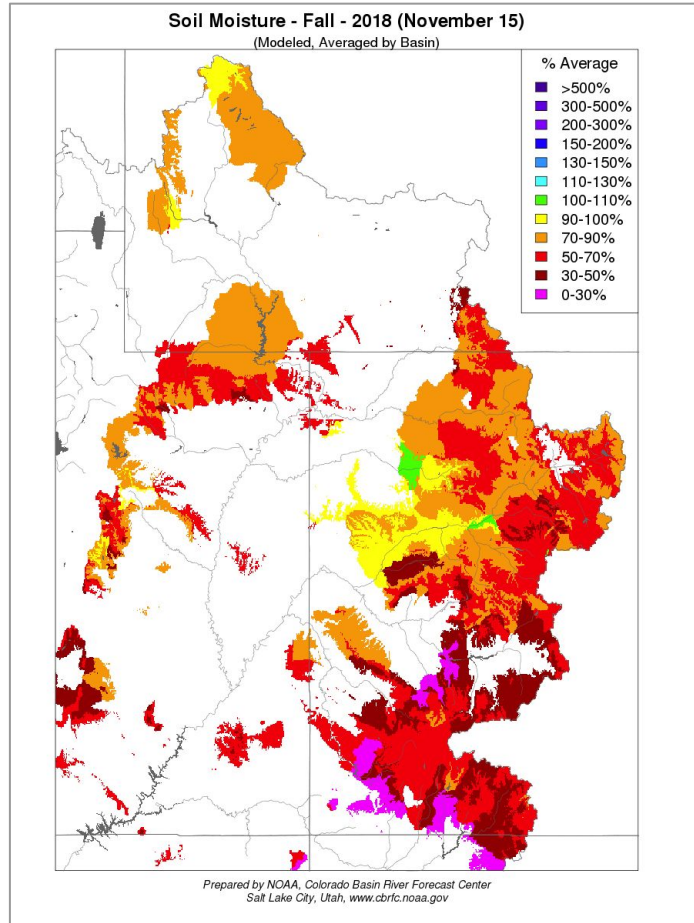 Soil Moisture - Fall - 2018 (November 15)
(Modeled, Averaged by Basin)
% Average
>500%
300-500%
200-300%
150-200%
130-150%
110-130%
100-110%
90-100%
70-90%
50-70%
30-50%
0-30%
Prepared by NOAA, Colorado Basin River Forecast Center
Salt Lake City, Utah, www.cbrfc.noaa.gov